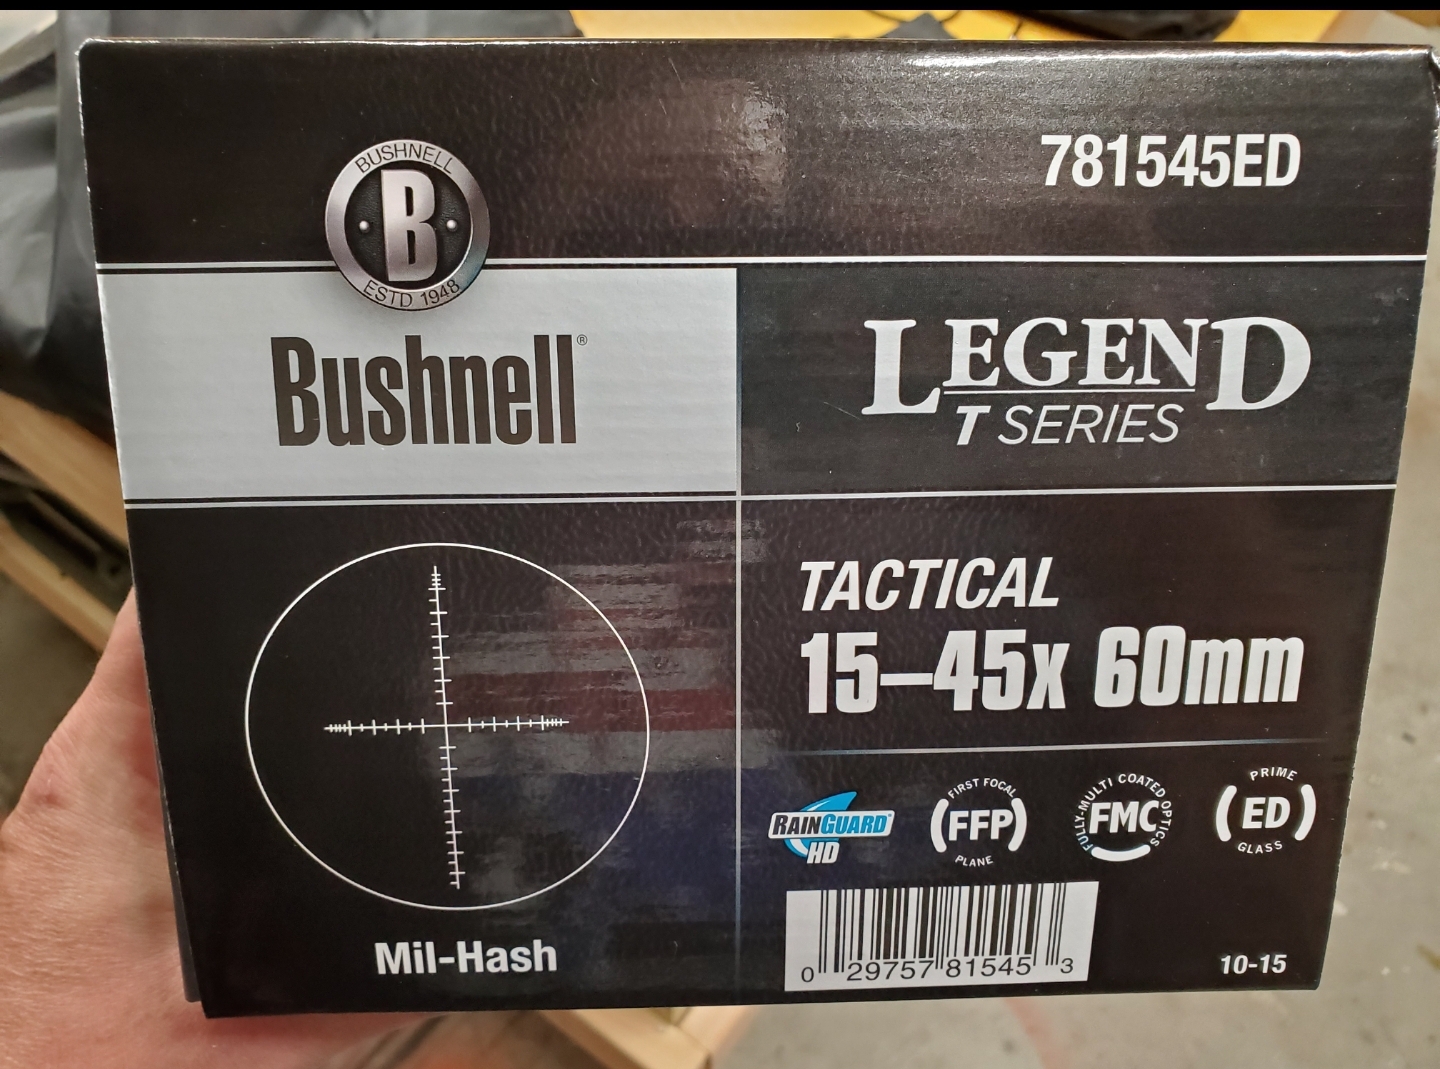 781545ED
BUSHNELL
B
ESTD 1948
Bushnell®
LEGEND
T SERIES
TACTICAL
15–45x 60mm
RAINGUARD®
HD
FIRST FOCAL
FFP
PLANE
FULLY-MULTI COATED OPTICS
FMC
PRIME
ED
GLASS
Mil-Hash
0 29757 81545 3
10-15